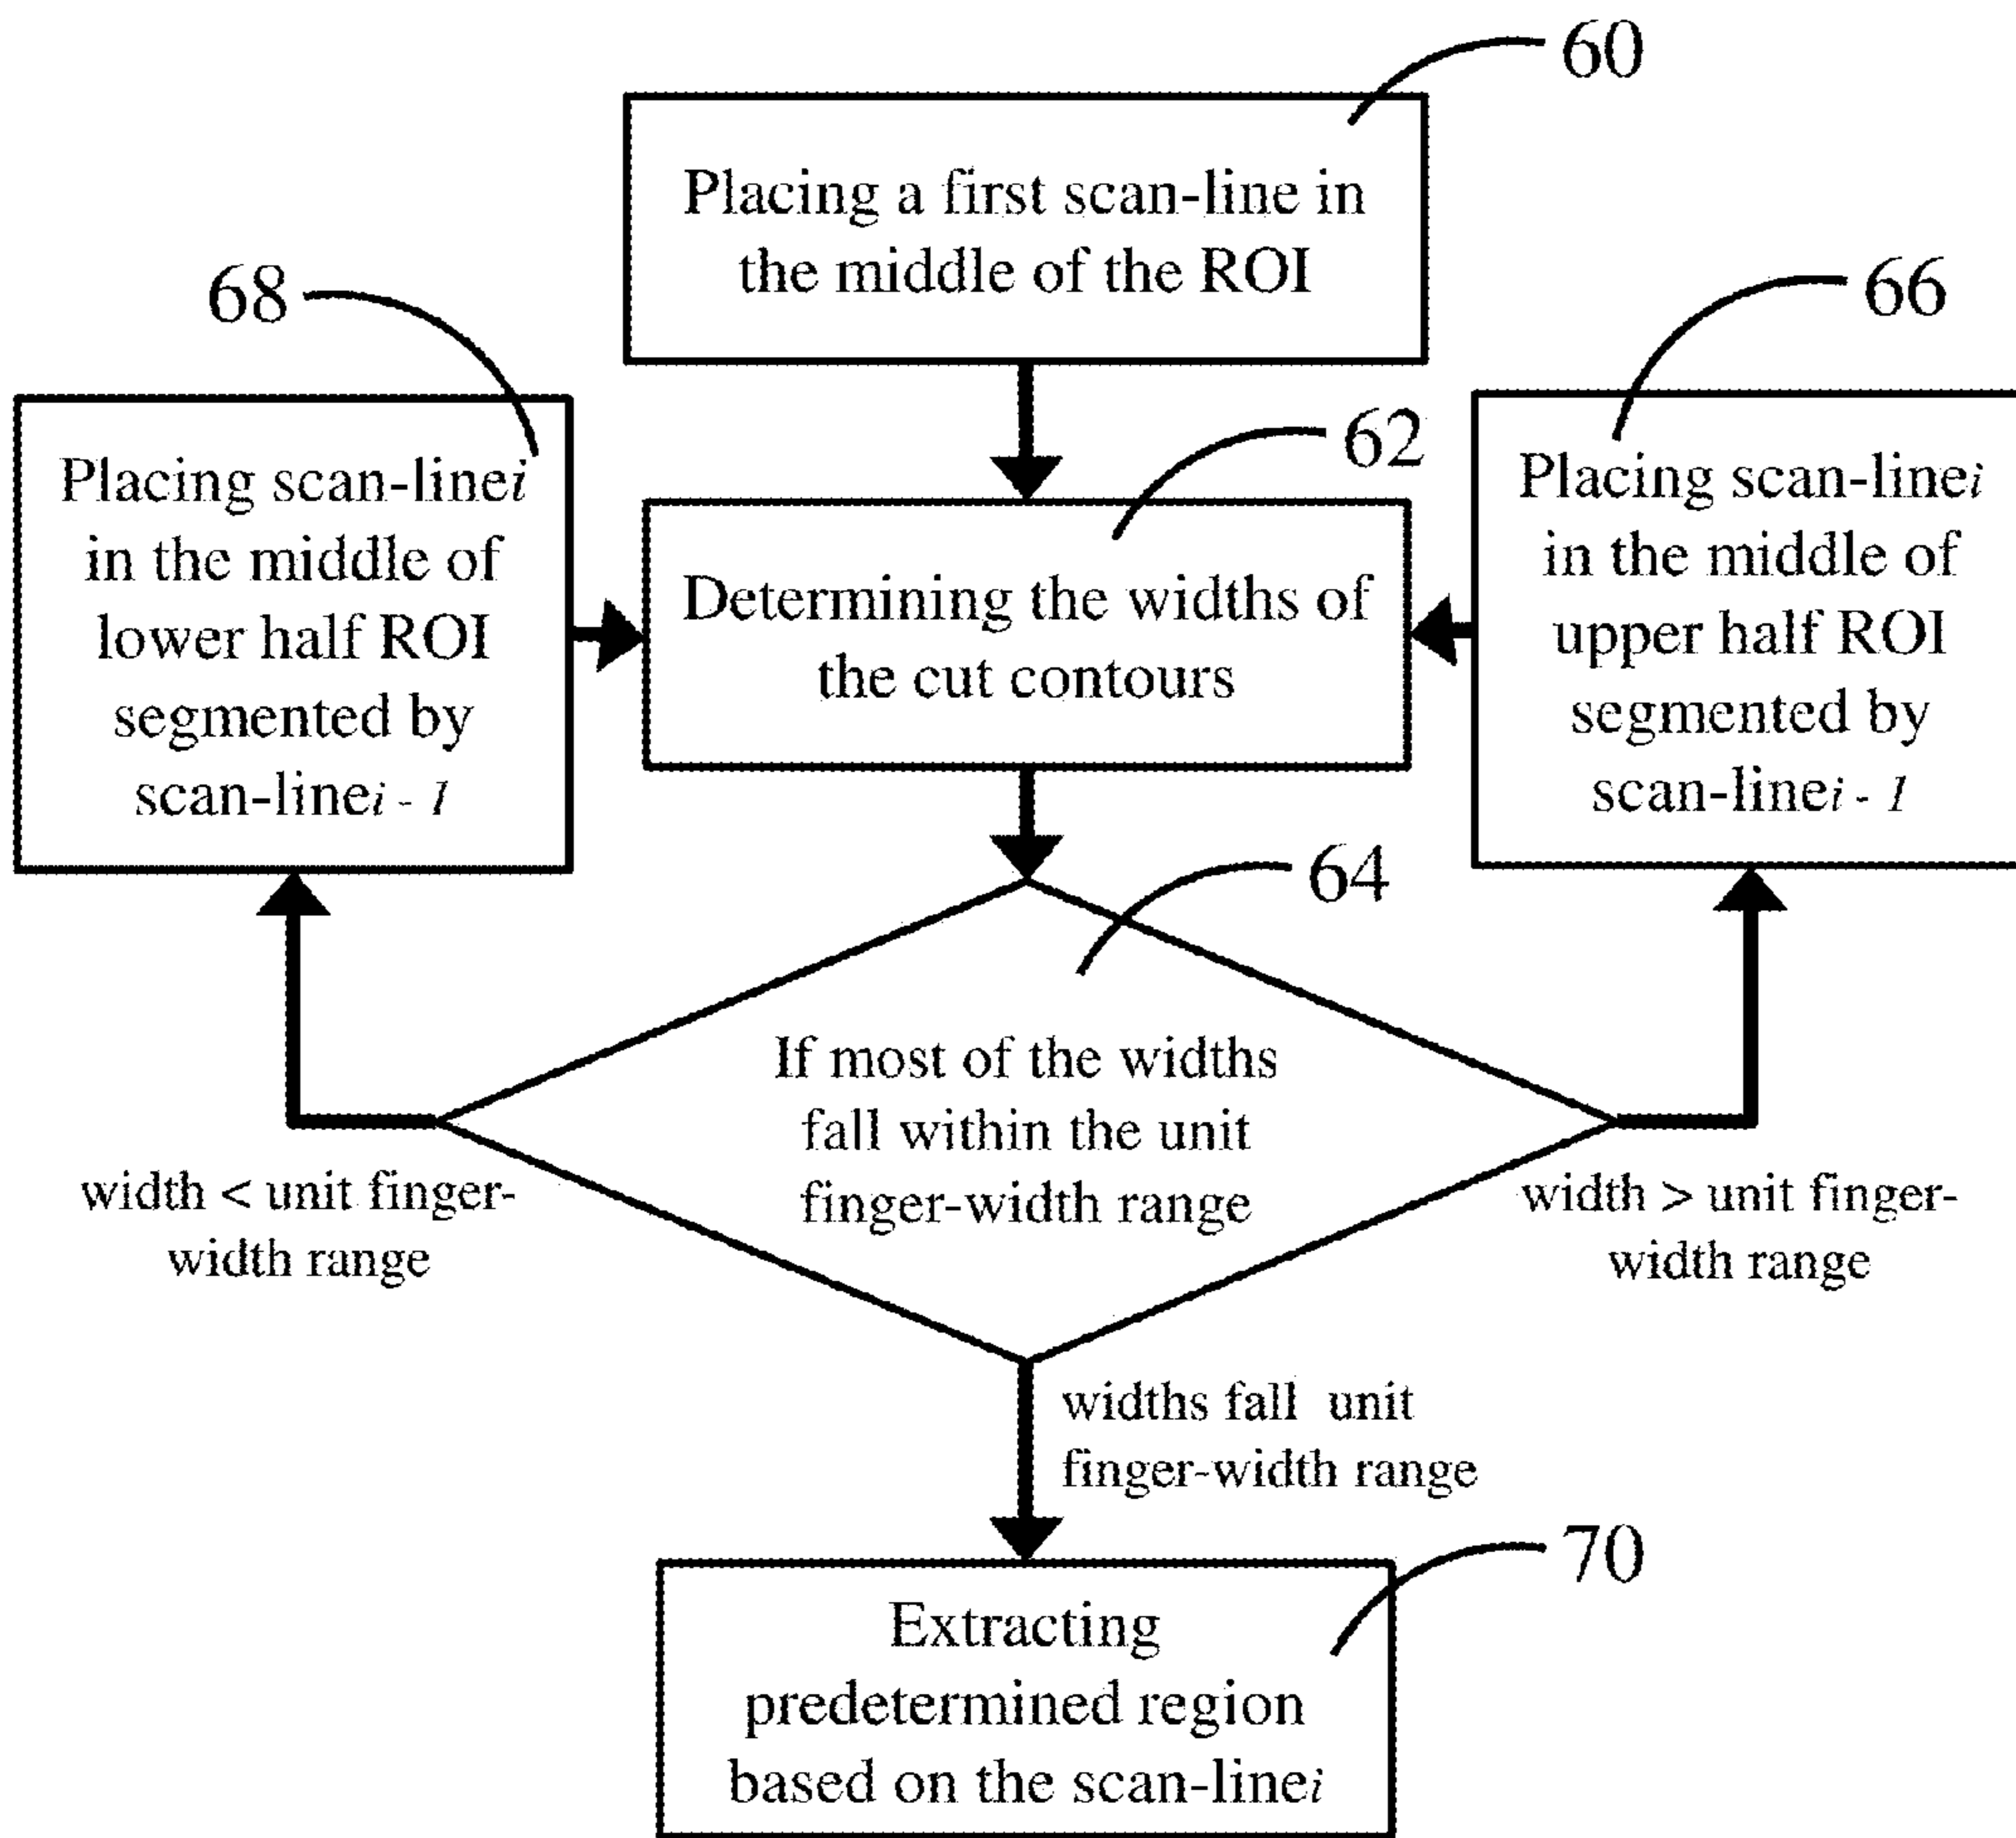 60
Placing a first scan-line in
the middle of the ROI
68
Placing scan-linei
in the middle of
lower half ROI
segmented by
scan-linei - 1
62
Determining the widths of
the cut contours
66
Placing scan-linei
in the middle of
upper half ROI
segmented by
scan-linei - 1
64
If most of the widths
fall within the unit
finger-width range
width < unit finger-
width range
width > unit finger-
width range
widths fall unit
finger-width range
70
Extracting
predetermined region
based on the scan-linei